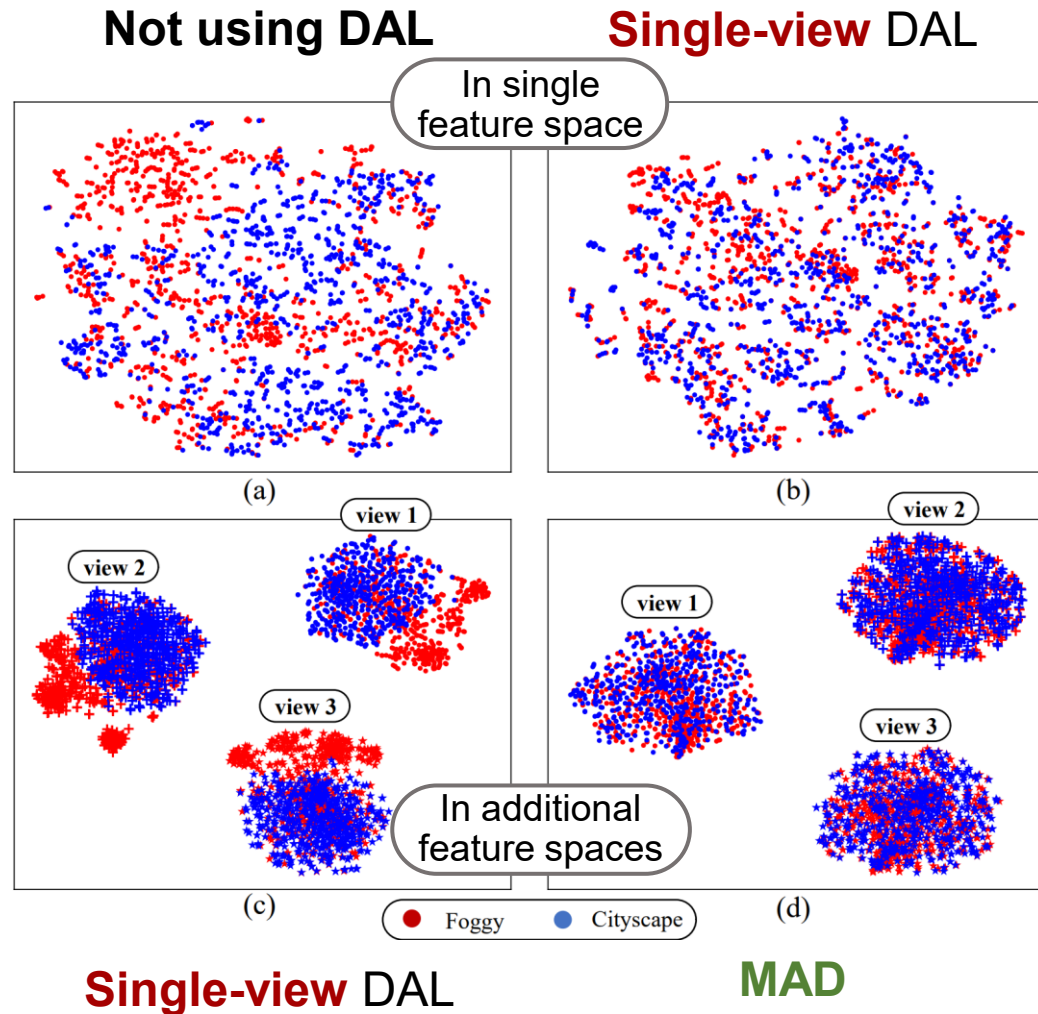 Not using DAL
Single-view DAL
In single
feature space
(a)
(b)
view 1
view 2
view 3
view 2
view 1
view 3
In additional
feature spaces
(c)
(d)
Foggy
Cityscape
Single-view DAL
MAD